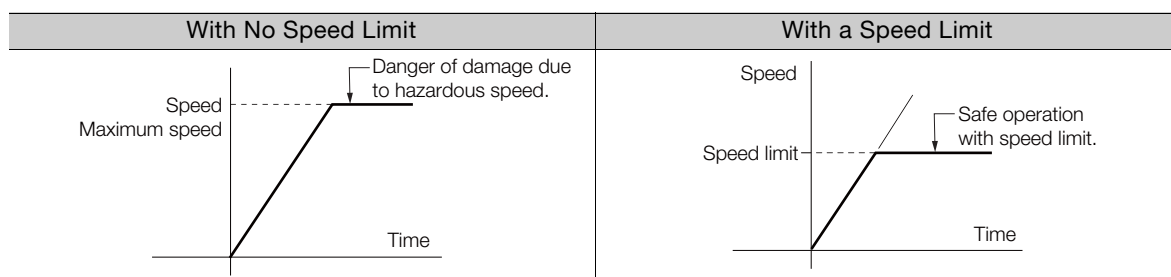 With No Speed Limit
With a Speed Limit
Danger of damage due
to hazardous speed.
Speed
Maximum speed
Time
Speed
Safe operation
with speed limit.
Speed limit
Time